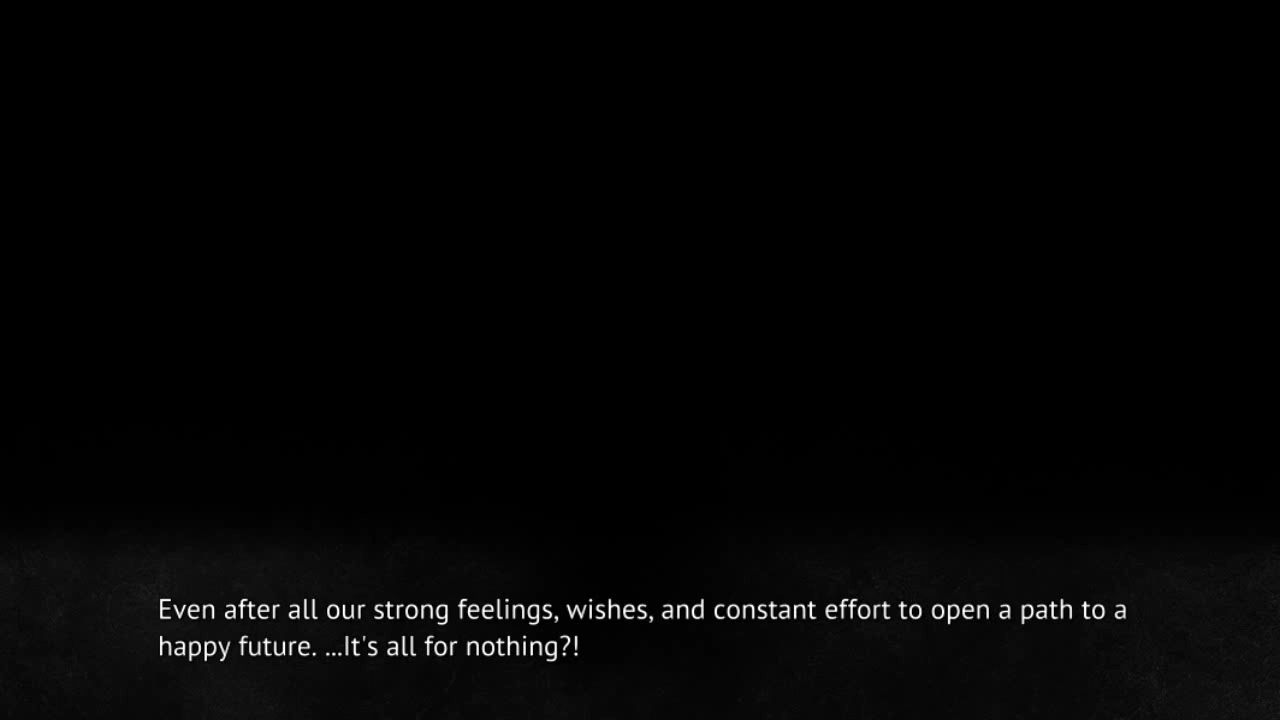 Even after all our strong feelings, wishes, and constant effort to open a path to a
happy future. ...It's all for nothing?!